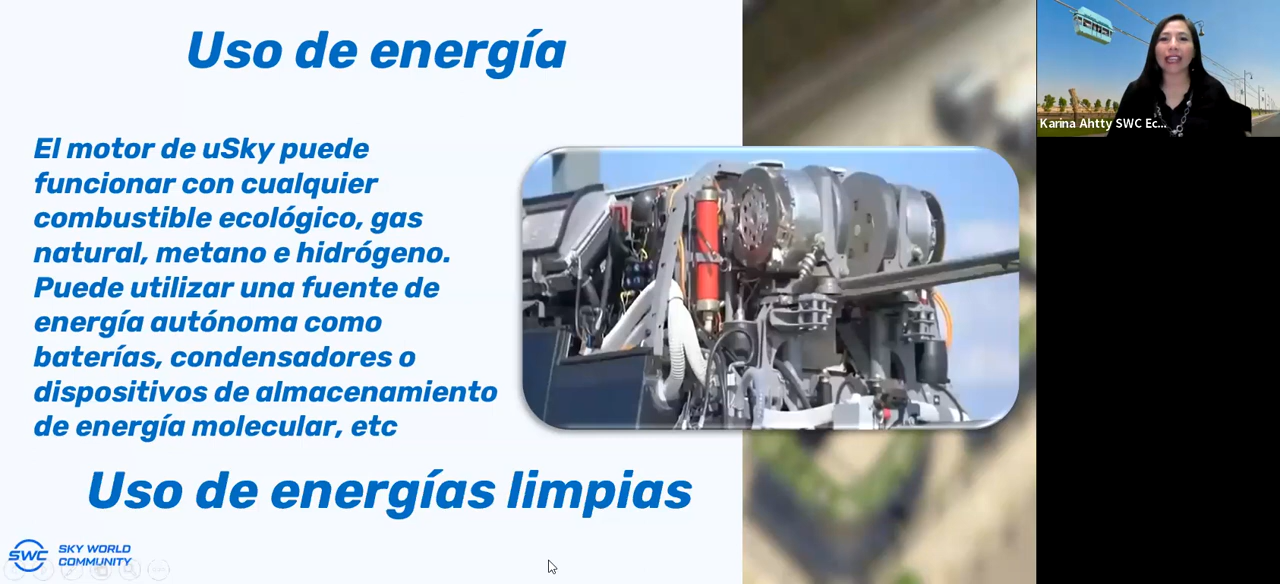 Uso de energía
El motor de uSky puede
funcionar con cualquier
combustible ecológico, gas
natural, metano e hidrógeno.
Puede utilizar una fuente de
energía autónoma como
baterías, condensadores o
dispositivos de almacenamiento
de energía molecular, etc
Uso de energías limpias
SWC
SKY WORLD
COMMUNITY
Karina Ahtty SWC Ec...